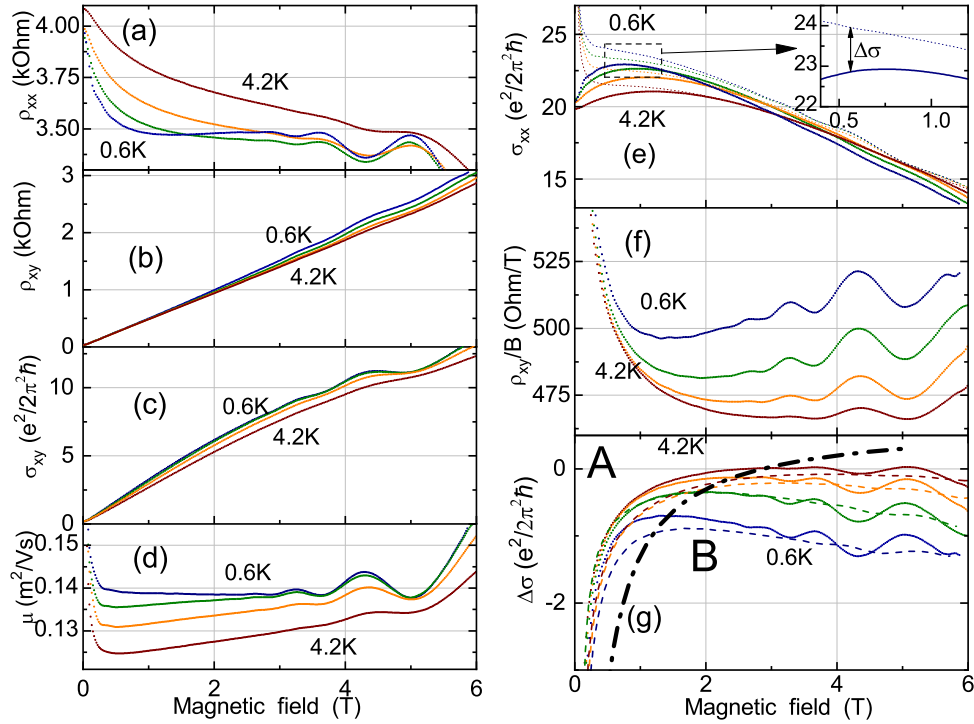 4.00
3.75
3.50
ρxx (kOhm)
(a)
4.2K
0.6K
3
2
1
0
ρxy (kOhm)
(b)
0.6K
4.2K
10
5
0
σxy (e²/2π²ħ)
(c)
0.6K
4.2K
0.15
0.14
0.13
μ (m²/Vs)
(d)
0.6K
4.2K
0 2 4 6
Magnetic field (T)
25
20
15
σxx (e²/2π²ħ)
0.6K
4.2K
(e)
25
24
23
22
Δσ
0.5 1.0
525
500
475
ρxy/B (Ohm/T)
(f)
0.6K
4.2K
0
-2
Δσ (e²/2π²ħ)
A
4.2K
B
0.6K
(g)
0 2 4 6
Magnetic field (T)